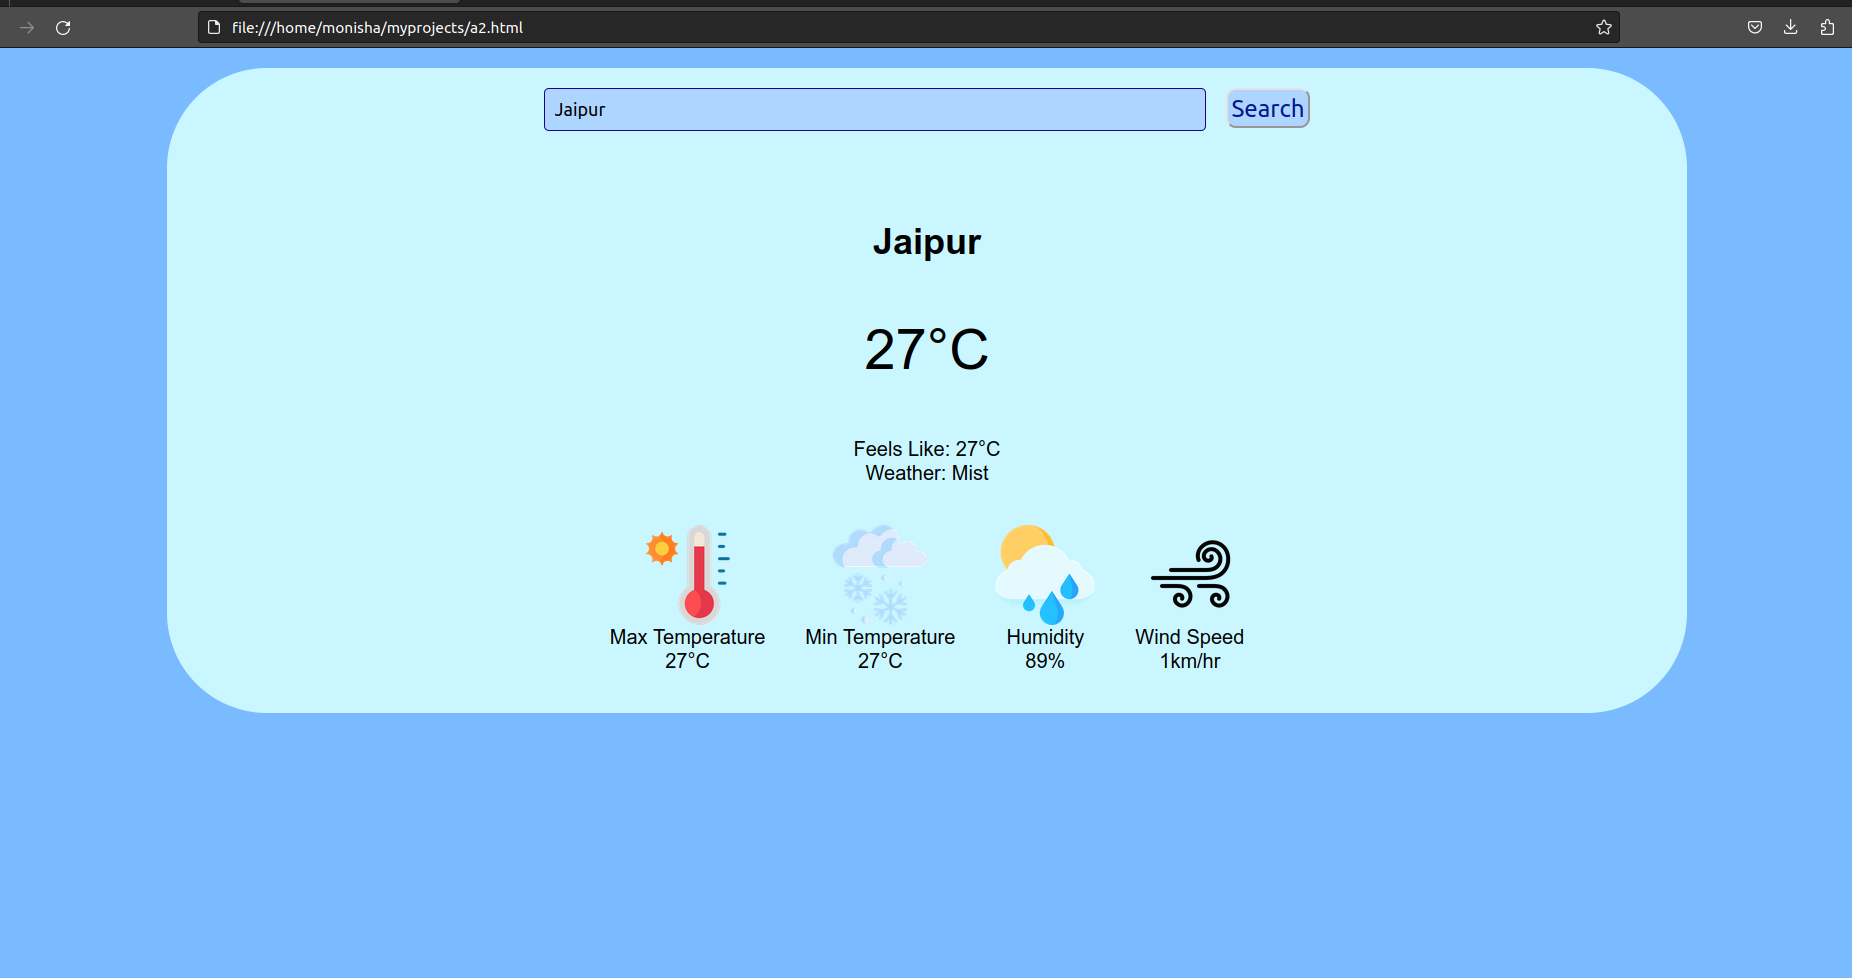 file:///home/monisha/myprojects/a2.html
Jaipur
Search
Jaipur
27°C
Feels Like: 27°C
Weather: Mist
Max Temperature
27°C
Min Temperature
27°C
Humidity
89%
Wind Speed
1km/hr